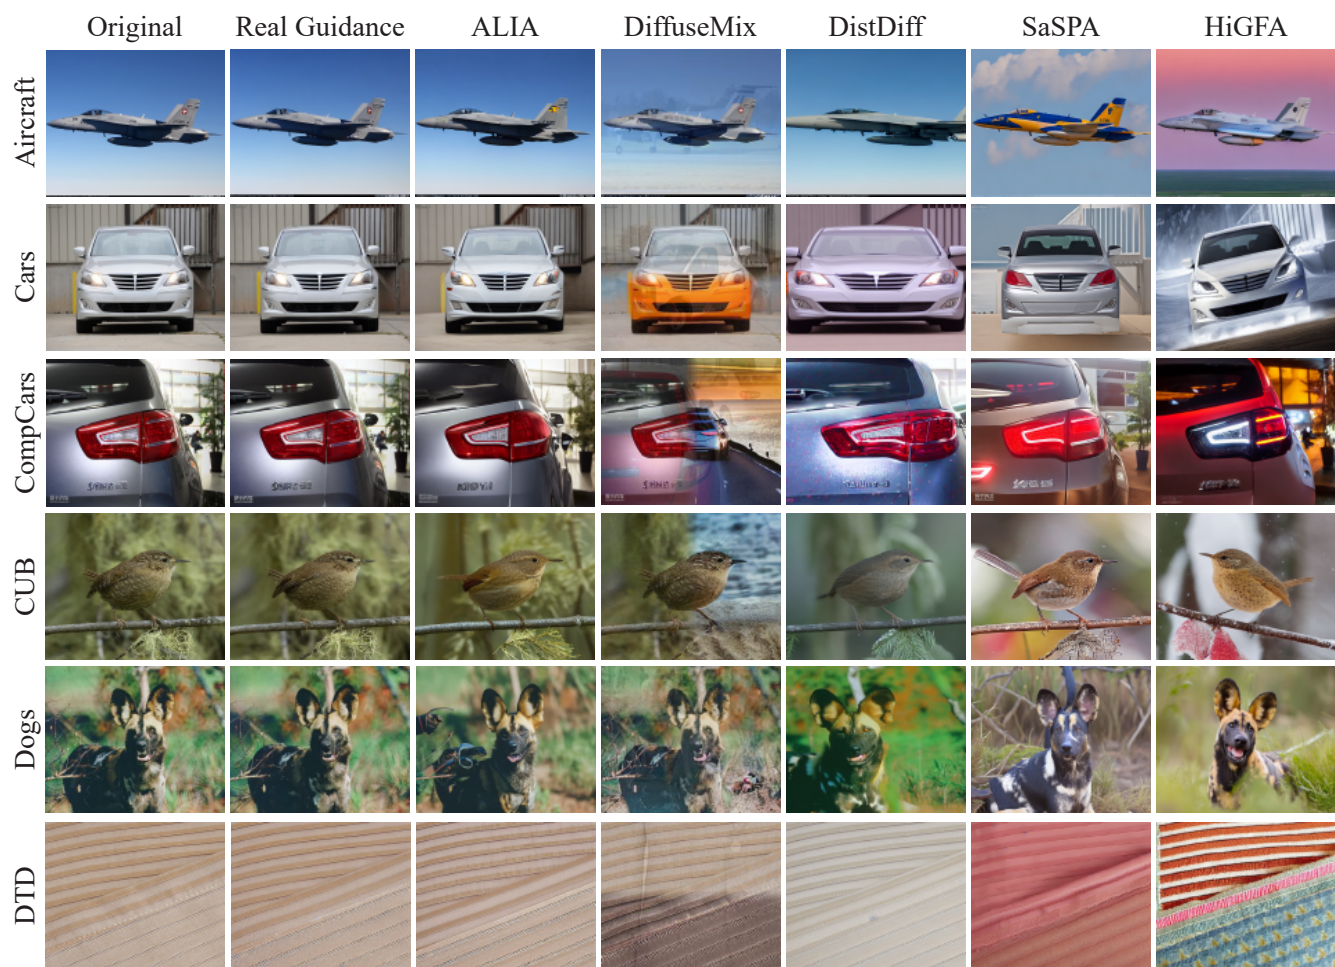 Original Real Guidance ALIA DiffuseMix DistDiff SaSPA HiGFA
Aircraft
Cars
CompCars
CUB
Dogs
DTD